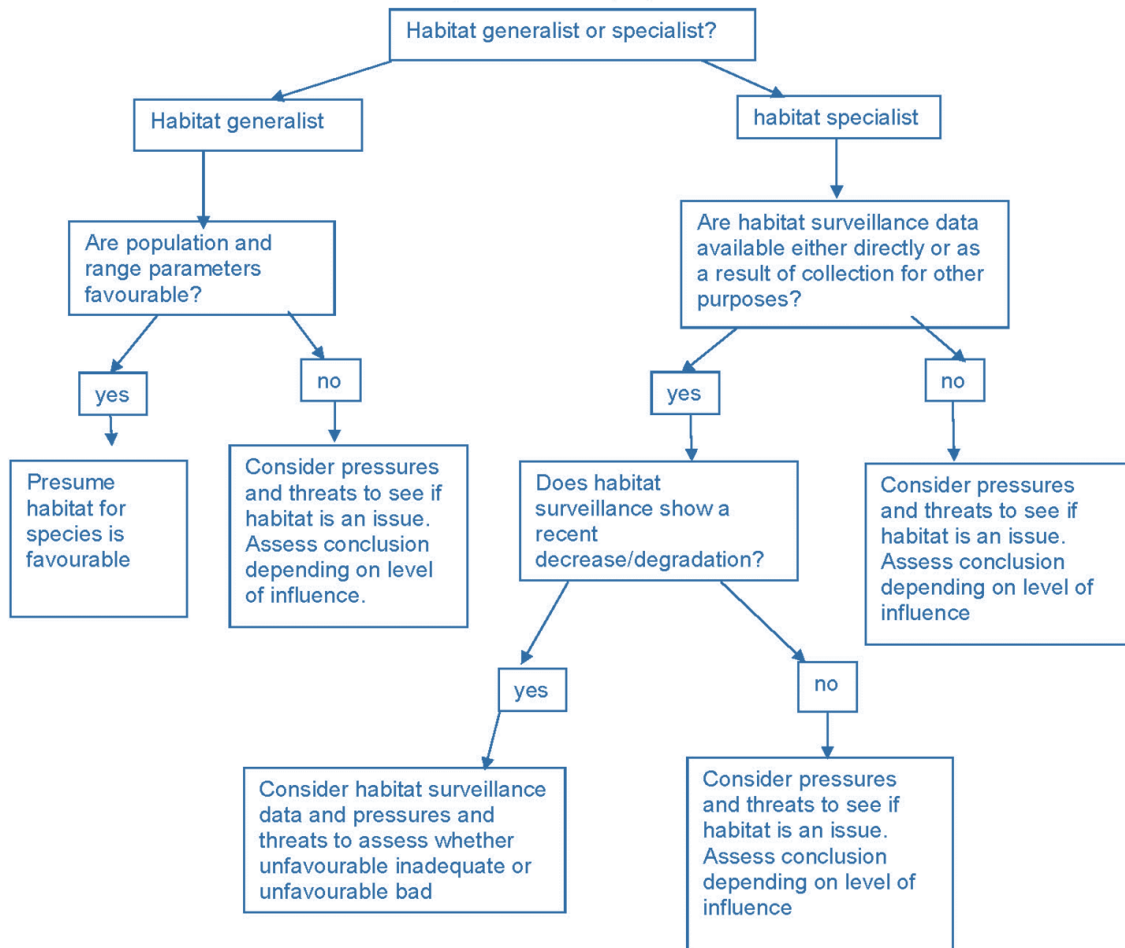 Habitat generalist or specialist?
Habitat generalist
habitat specialist
Are population and
range parameters
favourable?
Are habitat surveillance data
available either directly or as
a result of collection for other
purposes?
yes
no
yes
no
Presume
habitat for
species is
favourable
Consider pressures
and threats to see if
habitat is an issue.
Assess conclusion
depending on level
of influence.
Does habitat
surveillance show a
recent
decrease/degradation?
Consider pressures
and threats to see if
habitat is an issue.
Assess conclusion
depending on level of
influence
yes
no
Consider habitat surveillance
data and pressures and
threats to assess whether
unfavourable inadequate or
unfavourable bad
Consider pressures
and threats to see if
habitat is an issue.
Assess conclusion
depending on level of
influence